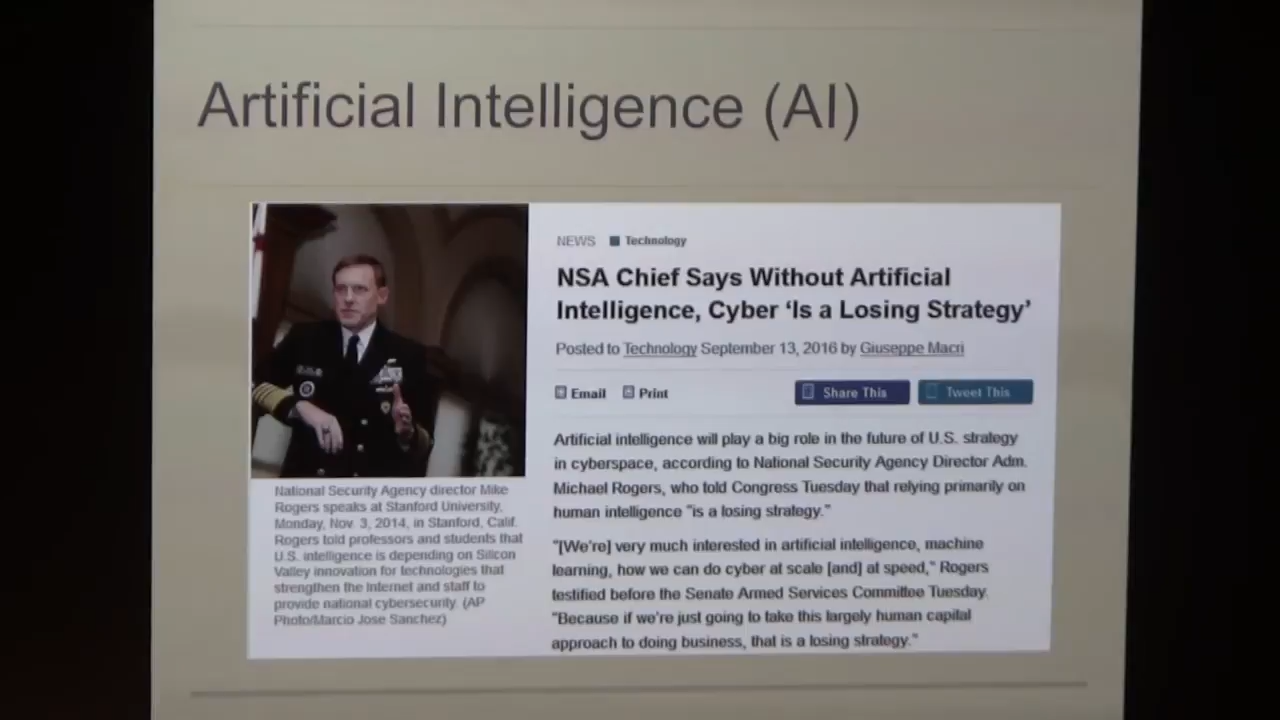 Artificial Intelligence (AI)
NEWS Technology
NSA Chief Says Without Artificial
Intelligence, Cyber ‘Is a Losing Strategy’
Posted to Technology September 13, 2016 by Giuseppe Macri
Email Print Share This Tweet This
Artificial intelligence will play a big role in the future of U.S. strategy
in cyberspace, according to National Security Agency Director Adm.
Michael Rogers, who told Congress Tuesday that relying primarily on
human intelligence "is a losing strategy."
"[We're] very much interested in artificial intelligence, machine
learning, how we can do cyber at scale [and] at speed," Rogers
testified before the Senate Armed Services Committee Tuesday.
"Because if we're just going to take this largely human capital
approach to doing business, that is a losing strategy."
National Security Agency director Mike
Rogers speaks at Stanford University,
Monday, Nov. 3, 2014, in Stanford, Calif.
Rogers told professors and students that
U.S. intelligence is depending on Silicon
Valley innovation for technologies that
strengthen the Internet and staff to
provide national cybersecurity. (AP
Photo/Marcio Jose Sanchez)